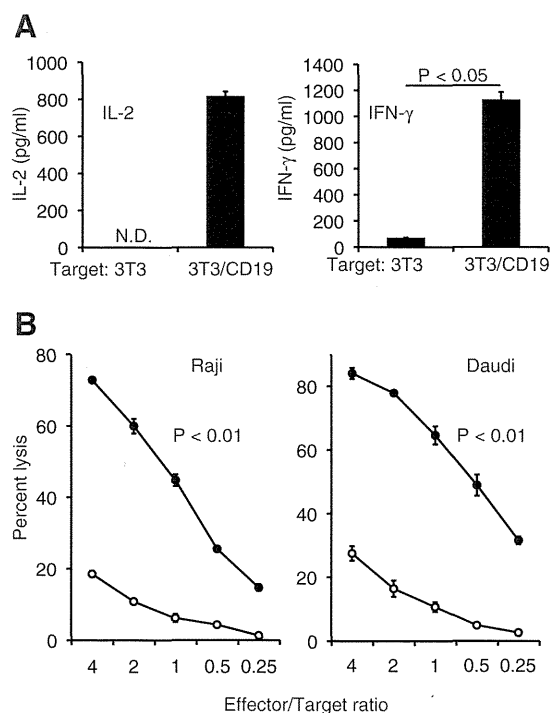 A
IL-2 (pg/ml)
1000
800
600
400
200
0
IL-2
N.D.
Target: 3T3
3T3/CD19
IFN-γ (pg/ml)
1400
1200
1000
800
600
400
200
0
P < 0.05
IFN-γ
Target: 3T3
3T3/CD19
B
Percent lysis
80
60
40
20
0
Raji
P < 0.01
4 2 1 0.5 0.25
80
60
40
20
0
Daudi
P < 0.01
4 2 1 0.5 0.25
Effector/Target ratio